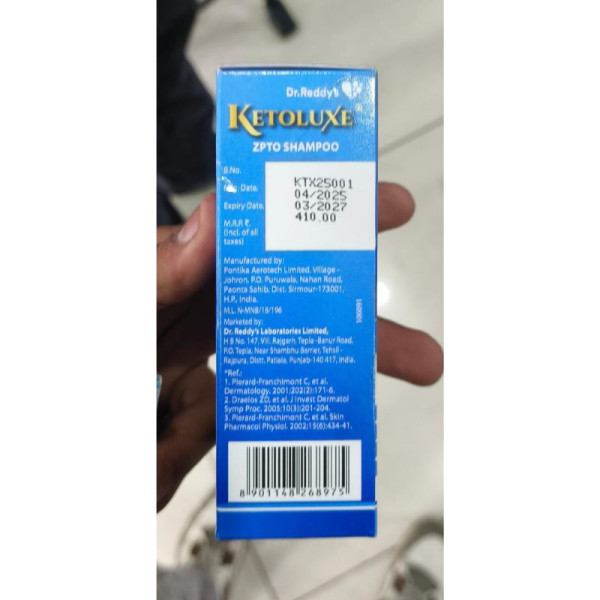 Dr.Reddy's
KETOLUXE®
ZPTO SHAMPOO
B.No.
KTX25001
Mfg. Date.
04/2025
Expiry Date.
03/2027
M.R.P. ₹.
410.00
(Incl. of all
taxes)
Manufactured by:
Pontika Aerotech Limited, Village -
Johron, P.O. Puruwala, Nahan Road,
Paonta Sahib, Dist. Sirmour-173001,
H.P., India.
M.L. N-MNB/16/196
Marketed by:
Dr. Reddy's Laboratories Limited,
H B No. 147, Vill. Rajgarh, Tepla-Banur Road,
P.O. Tepla, Near Shambhu Barrier, Tehsil -
Rajpura, Distt. Patiala, Punjab-140 417, India.
*Ref.:
1. Pierard-Franchimont C, et al.
Dermatology. 2001;202(2):171-6.
2. Draelos ZD, et al. J Invest Dermatol
Symp Proc. 2005;10(3):201-204.
3. Pierard-Franchimont C, et al. Skin
Pharmacol Physiol. 2002;15(6):434-41.
8 901148 268975